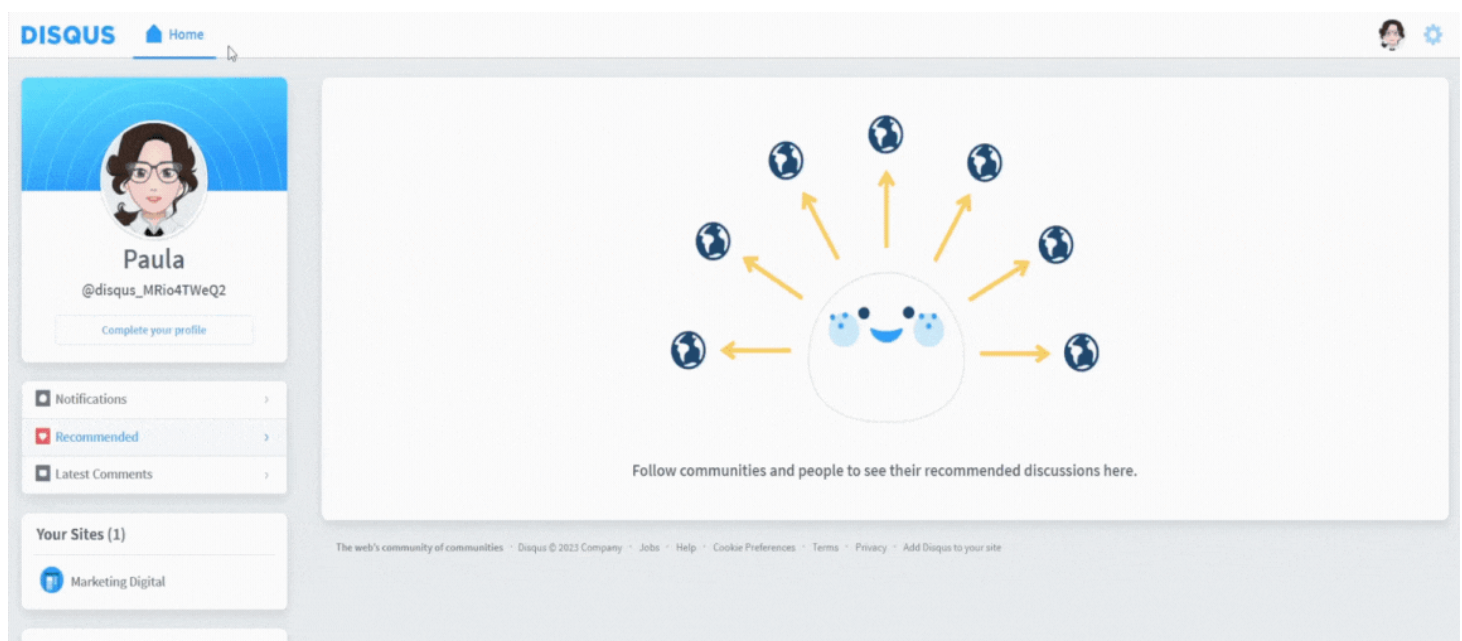 DISQUS Home
Paula
@disqus_MRio4TWeQ2
Complete your profile
Notifications
Recommended
Latest Comments
Your Sites (1)
Marketing Digital
Follow communities and people to see their recommended discussions here.
The web's community of communities · Disqus © 2023 Company · Jobs · Help · Cookie Preferences · Terms · Privacy · Add Disqus to your site